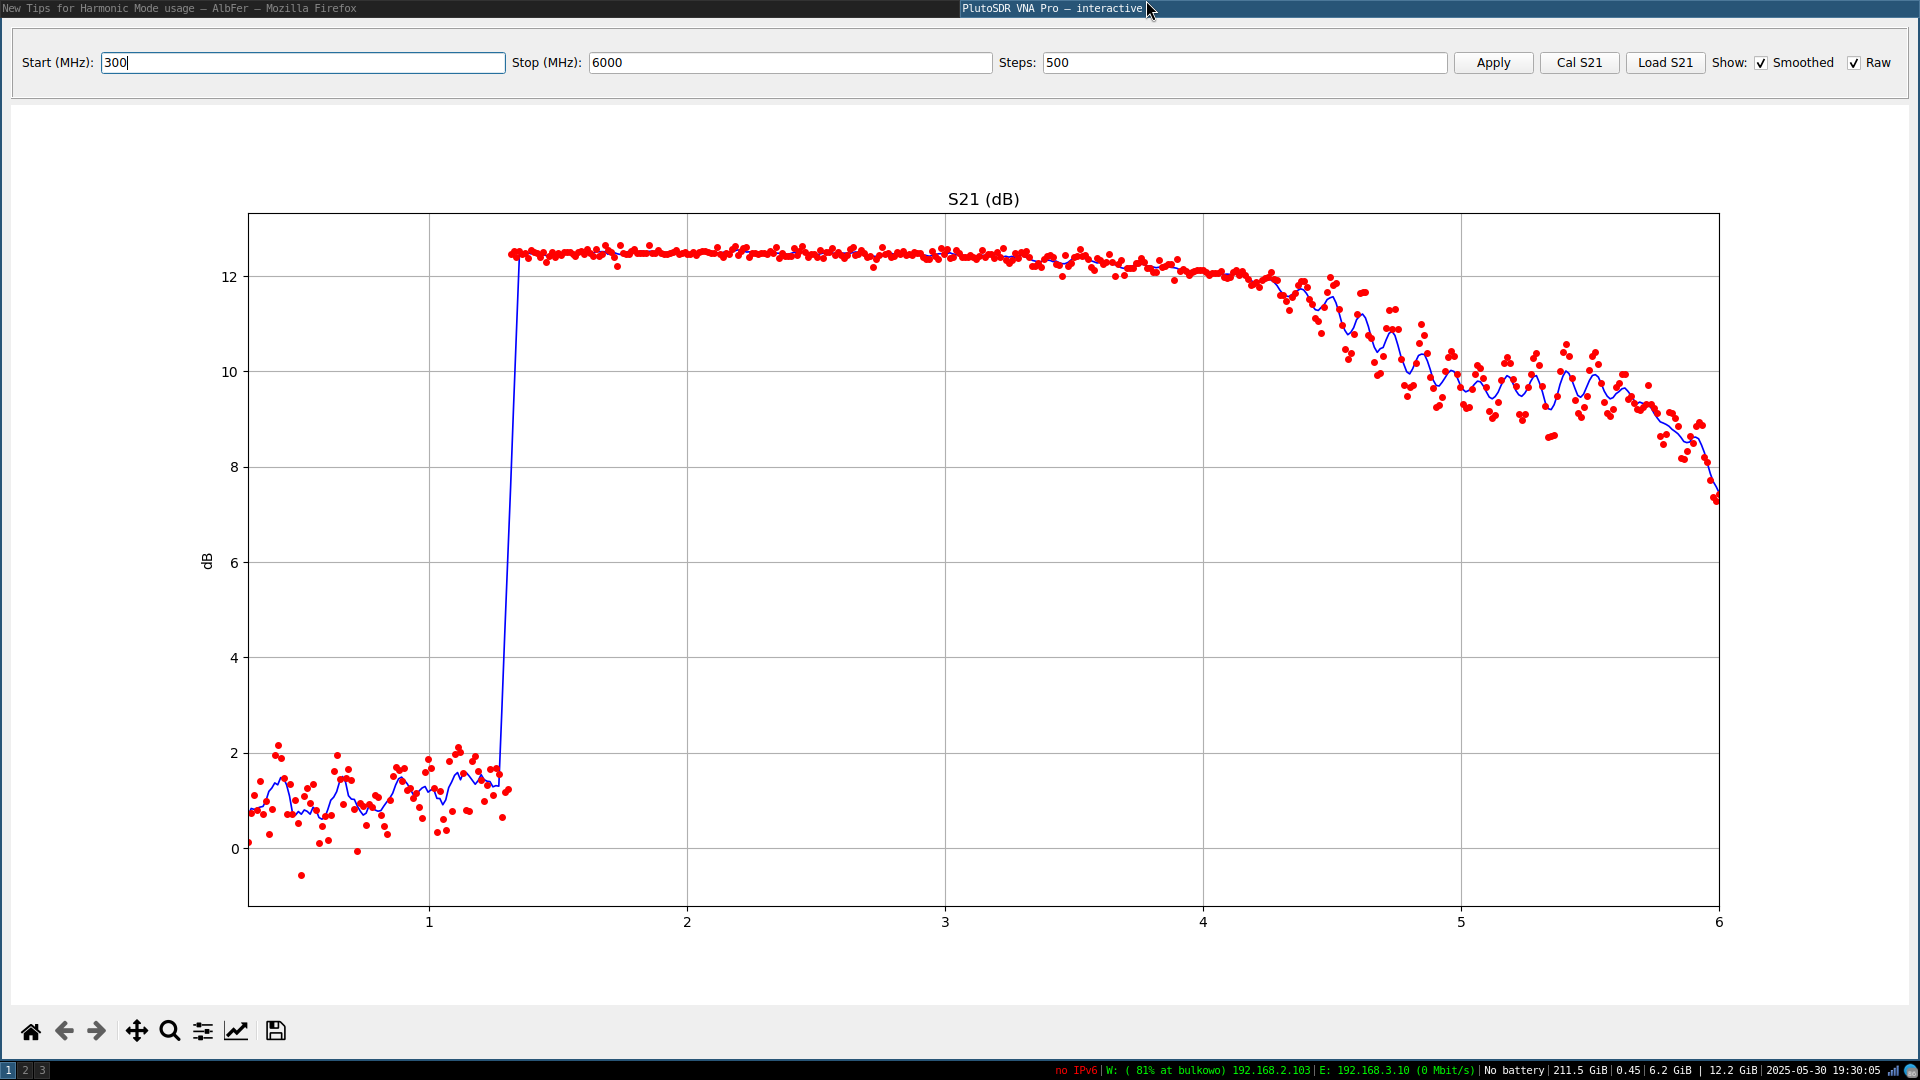 New Tips for Harmonic Mode usage – AlbFer — Mozilla Firefox
PlutoSDR VNA Pro – interactive
Start (MHz): 300 Stop (MHz): 6000 Steps: 500 Apply Cal S21 Load S21 Show: Smoothed Raw
S21 (dB)
12
10
8
6
4
2
0
dB
1 2 3 4 5 6
1 2 3
no IPv6|W: ( 81% at bulkowo) 192.168.2.103|E: 192.168.3.10 (0 Mbit/s)|No battery|211.5 GiB|0.45|6.2 GiB | 12.2 GiB|2025-05-30 19:30:05